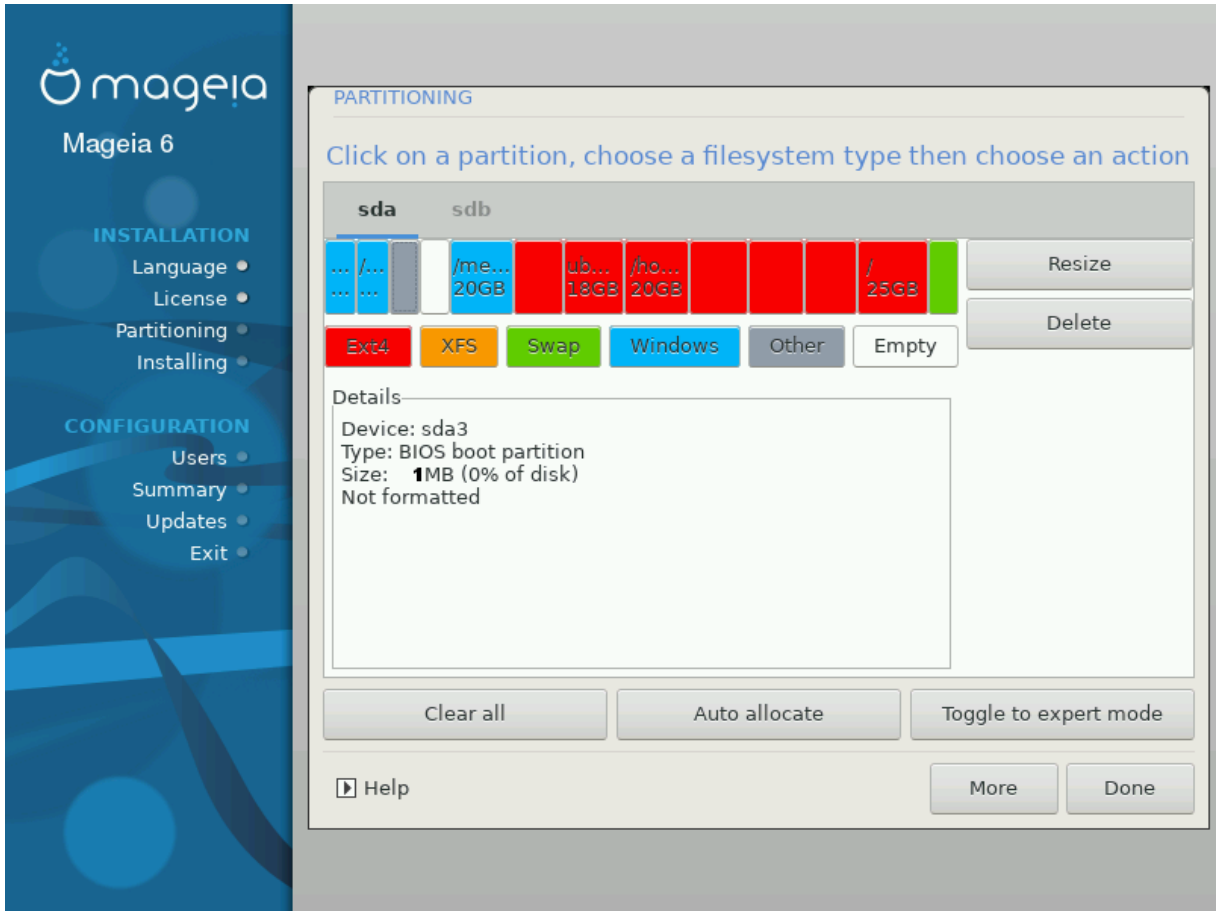 mageia
Mageia 6
INSTALLATION
Language
License
Partitioning
Installing
CONFIGURATION
Users
Summary
Updates
Exit
PARTITIONING
Click on a partition, choose a filesystem type then choose an action
sda sdb
... /... /me... ub... /ho... /
... ... 20GB 18GB 20GB 25GB
Ext4 XFS Swap Windows Other Empty
Resize
Delete
Details
Device: sda3
Type: BIOS boot partition
Size: 1MB (0% of disk)
Not formatted
Clear all Auto allocate Toggle to expert mode
Help More Done